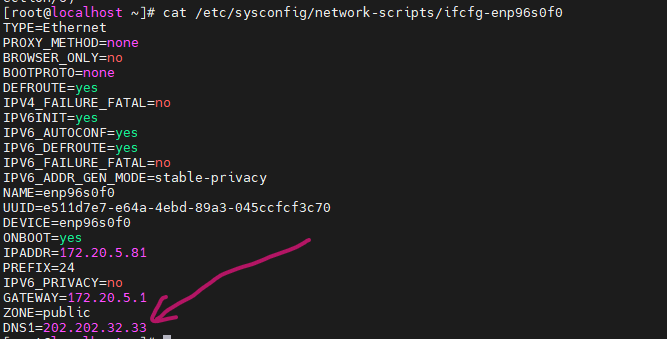 [root@localhost ~]# cat /etc/sysconfig/network-scripts/ifcfg-enp96s0f0
TYPE=Ethernet
PROXY_METHOD=none
BROWSER_ONLY=no
BOOTPROTO=none
DEFROUTE=yes
IPV4_FAILURE_FATAL=no
IPV6INIT=yes
IPV6_AUTOCONF=yes
IPV6_DEFROUTE=yes
IPV6_FAILURE_FATAL=no
IPV6_ADDR_GEN_MODE=stable-privacy
NAME=enp96s0f0
UUID=e511d7e7-e64a-4ebd-89a3-045ccfcf3c70
DEVICE=enp96s0f0
ONBOOT=yes
IPADDR=172.20.5.81
PREFIX=24
IPV6_PRIVACY=no
GATEWAY=172.20.5.1
ZONE=public
DNS1=202.202.32.33